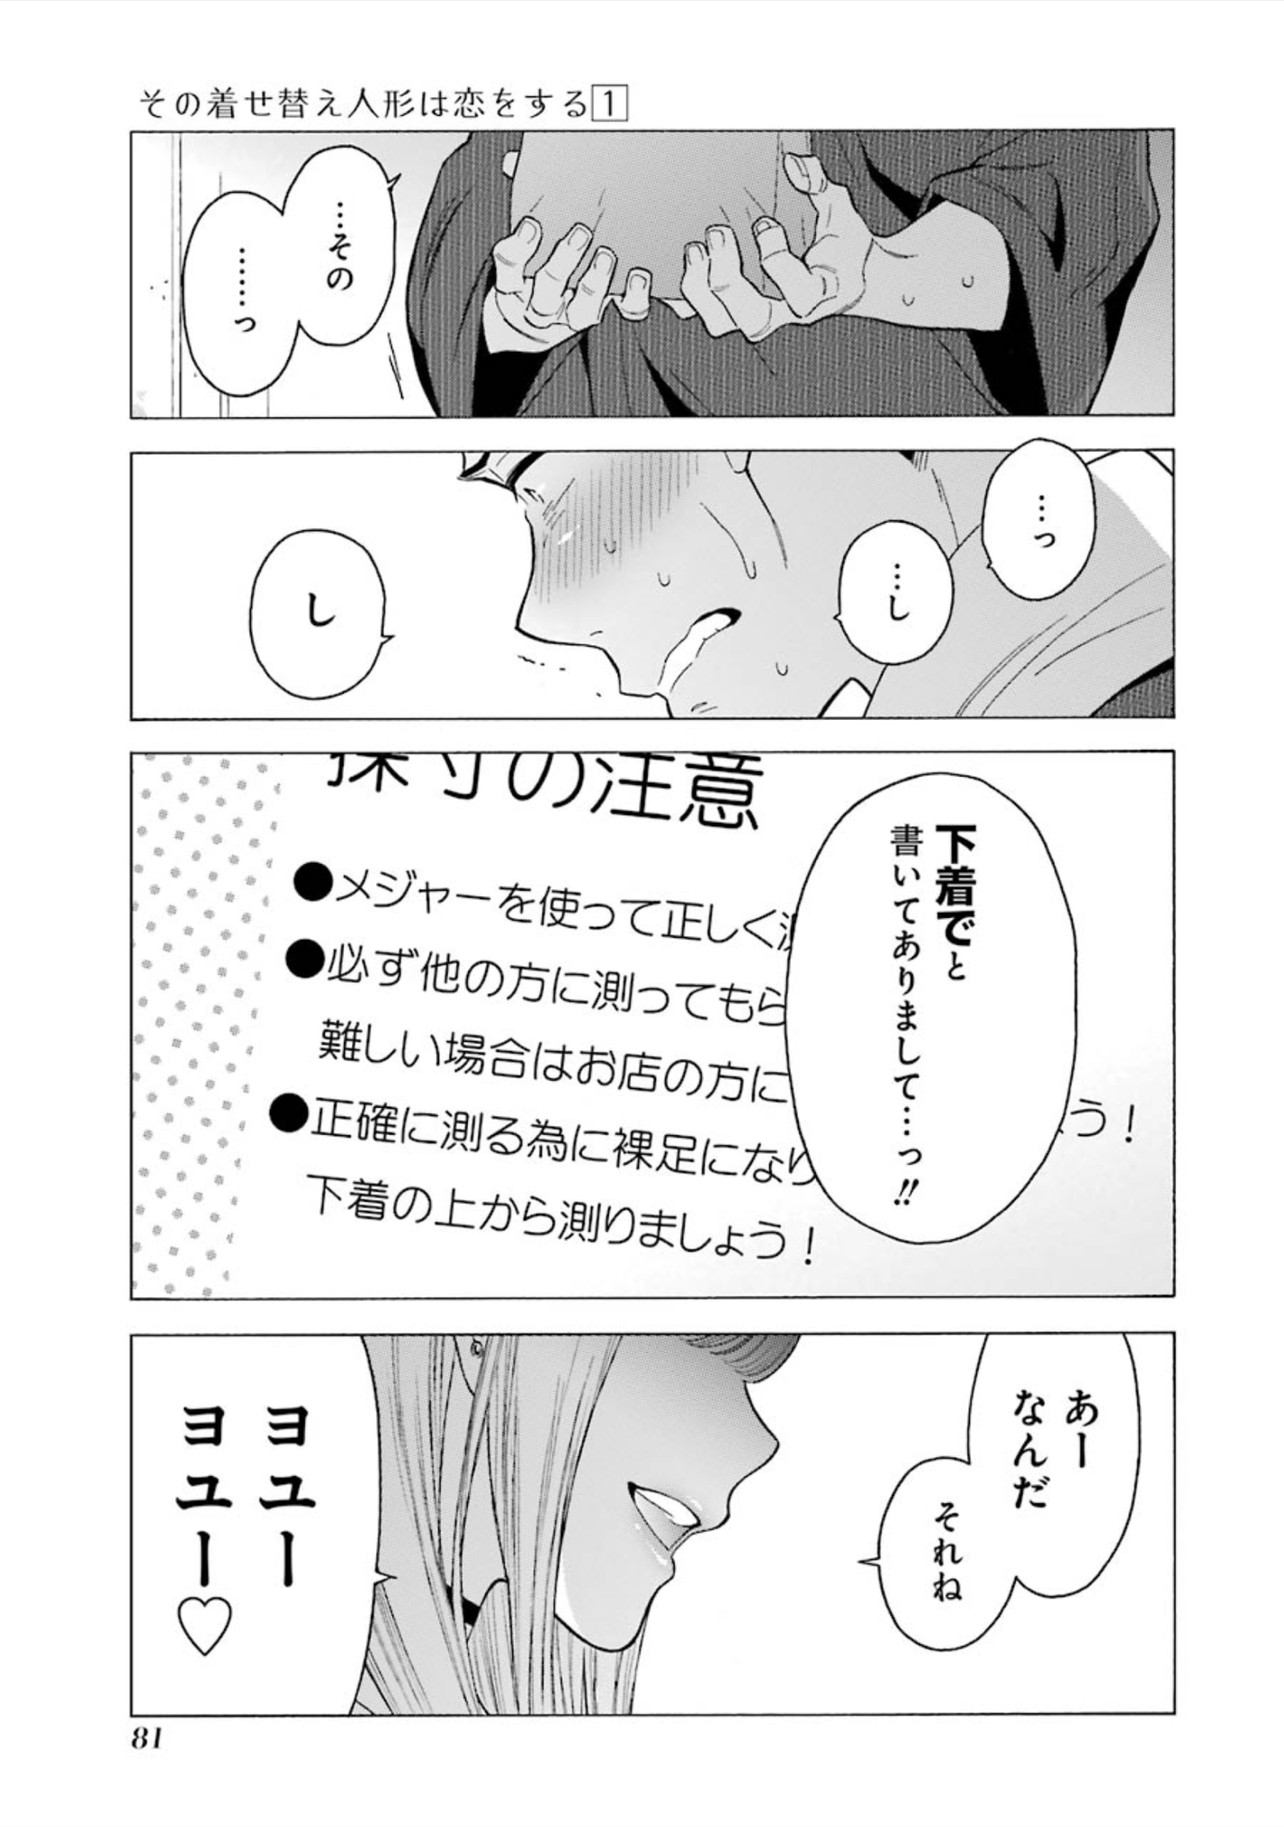 その着せ替え人形は恋をする1
…その
………っ
…っ
…し
し
下着でと
書いてありまして…っ!!
採寸の注意
●メジャーを使って正しく
●必ず他の方に測ってもら
難しい場合はお店の方に
●正確に測る為に裸足になり
う!
下着の上から測りましょう!
あー
なんだ
それね
ヨユー
ヨユー♡
81